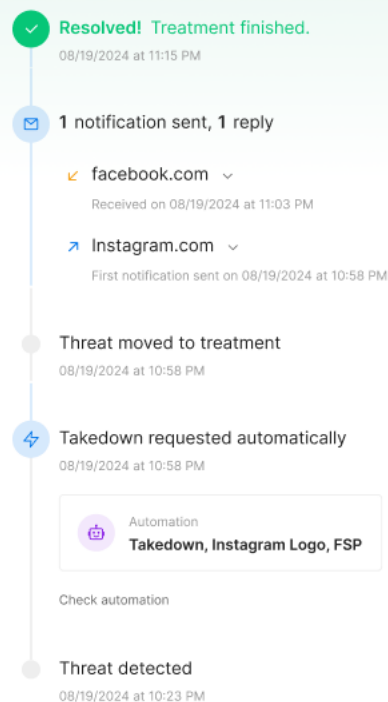 Resolved! Treatment finished.
08/19/2024 at 11:15 PM
1 notification sent, 1 reply
facebook.com
Received on 08/19/2024 at 11:03 PM
Instagram.com
First notification sent on 08/19/2024 at 10:58 PM
Threat moved to treatment
08/19/2024 at 10:58 PM
Takedown requested automatically
08/19/2024 at 10:58 PM
Automation
Takedown, Instagram Logo, FSP
Check automation
Threat detected
08/19/2024 at 10:23 PM